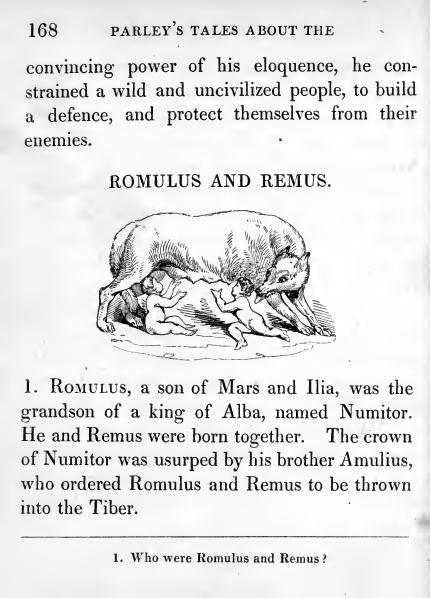 168 PARLEY'S TALES ABOUT THE
convincing power of his eloquence, he con-
strained a wild and uncivilized people, to build
a defence, and protect themselves from their
enemies.
ROMULUS AND REMUS.
1. ROMULUS, a son of Mars and Ilia, was the
grandson of a king of Alba, named Numitor.
He and Remus were born together. The crown
of Numitor was usurped by his brother Amulius,
who ordered Romulus and Remus to be thrown
into the Tiber.
1. Who were Romulus and Remus?